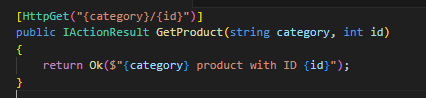 [HttpGet("{category}/{id}")]
public IActionResult GetProduct(string category, int id)
{
    return Ok($"{category} product with ID {id}");
}